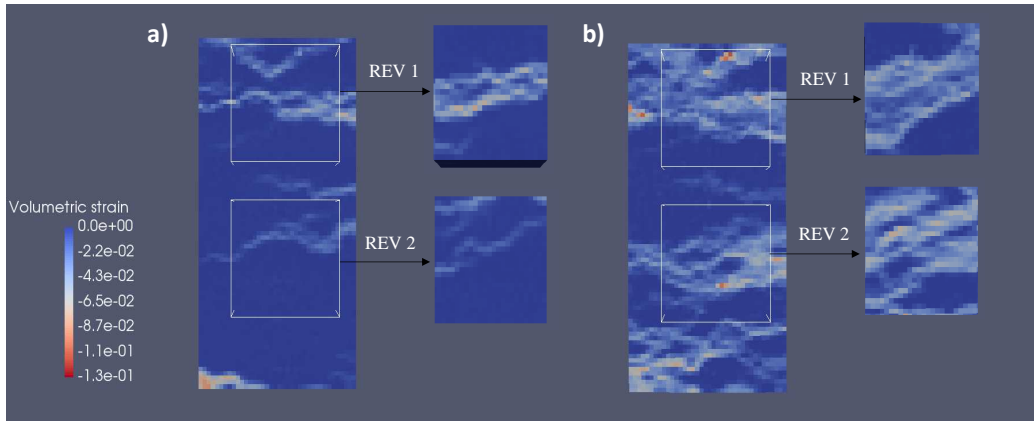 a)
REV 1
REV 2
b)
REV 1
REV 2
Volumetric strain
0.0e+00
-2.2e-02
-4.3e-02
-6.5e-02
-8.7e-02
-1.1e-01
-1.3e-01